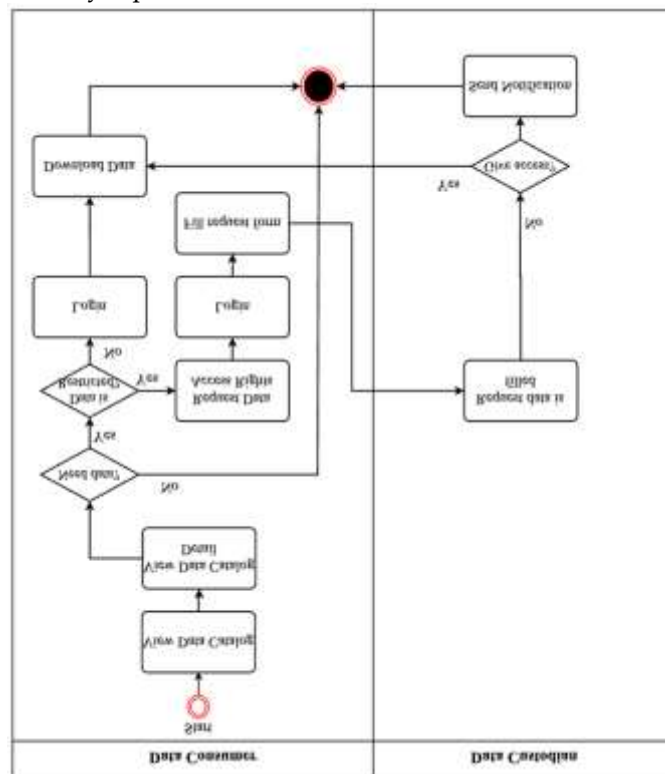 Data Consumer
Data Custodian
Start
View Data Catalog
View Data Catalog
Detail
Need data?
No
Yes
Data is
Restricted?
Yes
No
Request Data
Access Rights
Login
Login
Fill request form
Request data is
filled
No
Give access?
Yes
Download Data
Send Notification